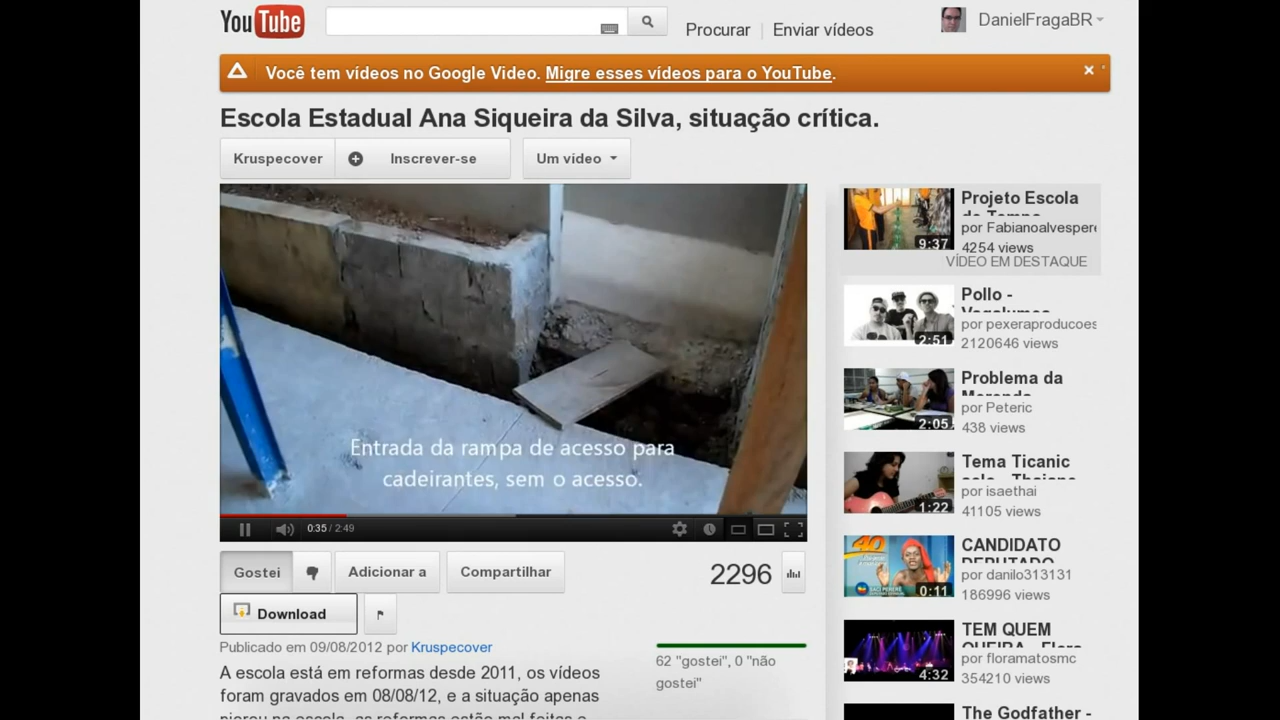 YouTube
Procurar
Enviar vídeos
DanielFragaBR
Você tem vídeos no Google Video. Migre esses vídeos para o YouTube.
Escola Estadual Ana Siqueira da Silva, situação crítica.
Kruspecover
Inscrever-se
Um vídeo
Entrada da rampa de acesso para
cadeirantes, sem o acesso.
0:35 / 2:49
Gostei
Adicionar a
Compartilhar
2296
Download
Publicado em 09/08/2012 por Kruspecover
62 "gostei", 0 "não
gostei"
A escola está em reformas desde 2011, os vídeos
foram gravados em 08/08/12, e a situação apenas
Projeto Escola
por Fabianoalvespere
4254 views
9:37
VÍDEO EM DESTAQUE
Pollo -
por pexeraproducoes
2120646 views
2:51
Problema da
por Peteric
438 views
2:05
Tema Ticanic
por isaethai
41105 views
1:22
CANDIDATO
por danilo313131
186996 views
0:11
TEM QUEM
por floramatosmc
354210 views
4:32
The Godfather -